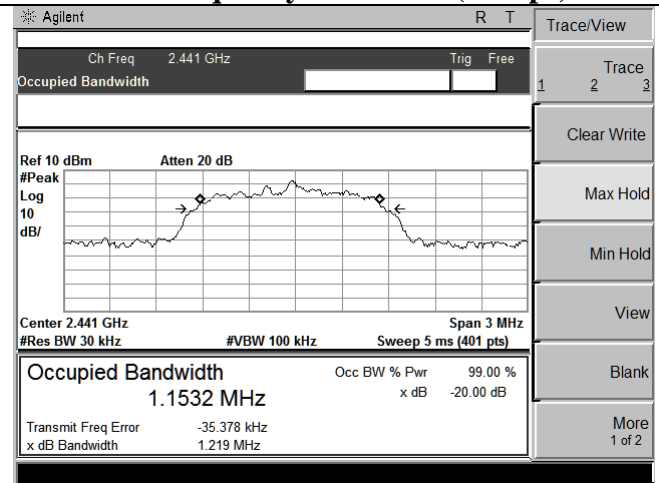 Agilent
R T
Trace/View
Ch Freq 2.441 GHz Trig Free
Occupied Bandwidth
Trace
1 2 3
Clear Write
Max Hold
Min Hold
View
Blank
More
1 of 2
Ref 10 dBm Atten 20 dB
#Peak
Log
10
dB/
Center 2.441 GHz Span 3 MHz
#Res BW 30 kHz #VBW 100 kHz Sweep 5 ms (401 pts)
Occupied Bandwidth Occ BW % Pwr 99.00 %
1.1532 MHz x dB -20.00 dB
Transmit Freq Error -35.378 kHz
x dB Bandwidth 1.219 MHz